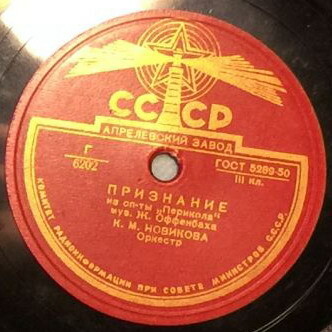 СССР
АПРЕЛЕВСКИЙ ЗАВОД
Г
6202
ГОСТ 5289-50
III кл.
ПРИЗНАНИЕ
из оп-ты „Перикола"
муз. Ж. Оффенбаха
К. М. НОВИКОВА
Оркестр
КОМИТЕТ РАДИОИНФОРМАЦИИ ПРИ СОВЕТЕ МИНИСТРОВ С.С.С.Р.